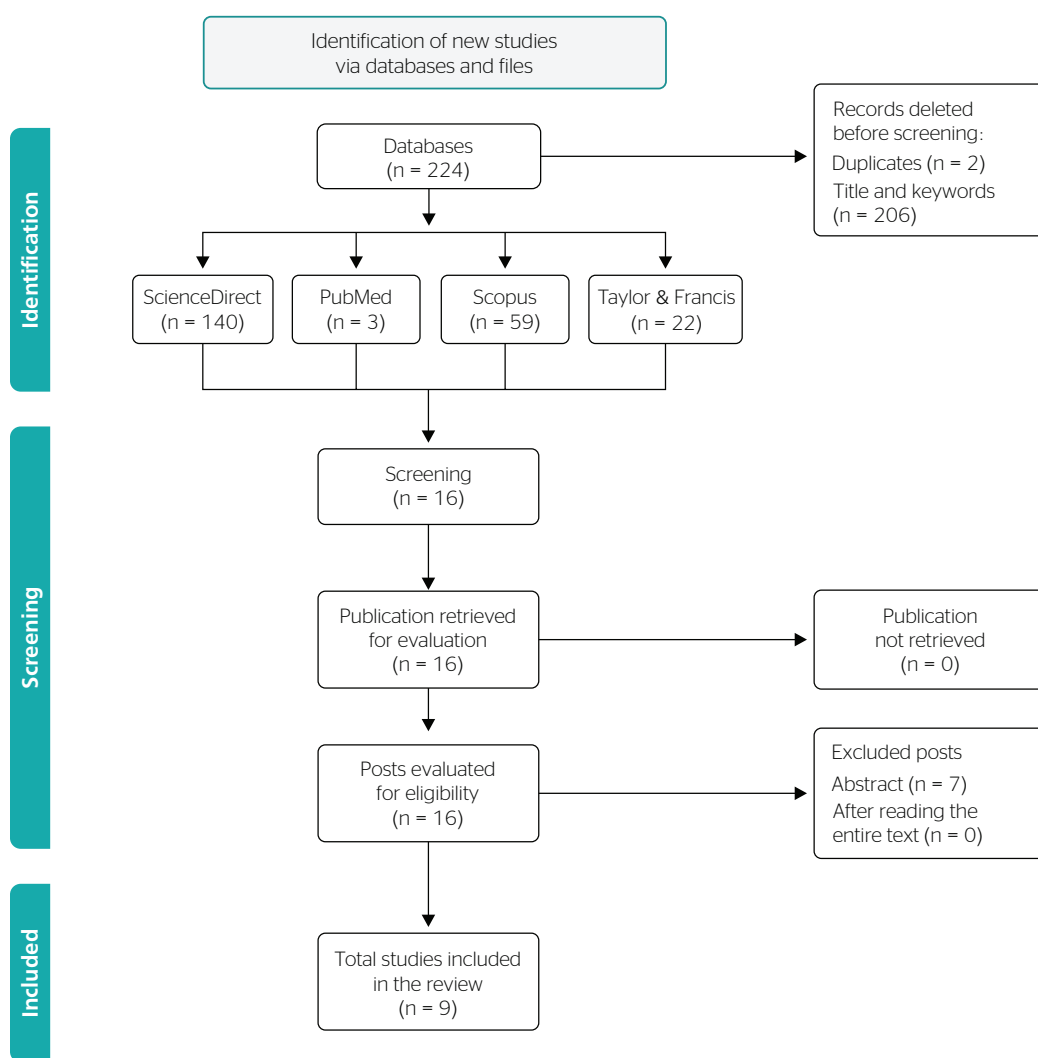 Identification of new studies
via databases and files
Identification
Databases
(n = 224)
Records deleted
before screening:
Duplicates (n = 2)
Title and keywords
(n = 206)
ScienceDirect
(n = 140)
PubMed
(n = 3)
Scopus
(n = 59)
Taylor & Francis
(n = 22)
Screening
Screening
(n = 16)
Publication retrieved
for evaluation
(n = 16)
Publication
not retrieved
(n = 0)
Posts evaluated
for eligibility
(n = 16)
Excluded posts
Abstract (n = 7)
After reading the
entire text (n = 0)
Included
Total studies included
in the review
(n = 9)